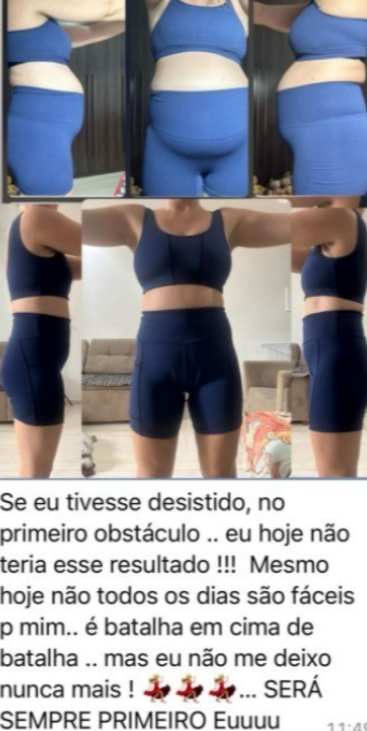 Se eu tivesse desistido, no
primeiro obstáculo .. eu hoje não
teria esse resultado !!! Mesmo
hoje não todos os dias são fáceis
p mim.. é batalha em cima de
batalha .. mas eu não me deixo
nunca mais ! 💃💃💃... SERÁ
SEMPRE PRIMEIRO Euuuu